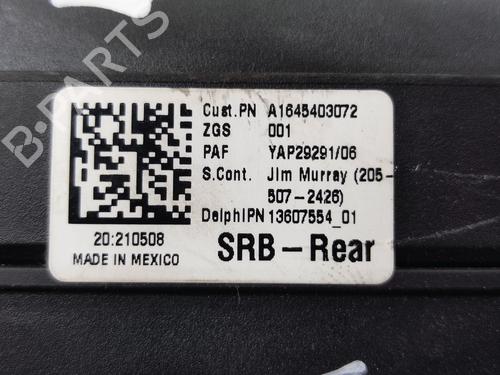 B-PARTS
Cust.PN A1645403072
ZGS 001
PAF YAP29291/06
S.Cont. Jim Murray (205-
507-2426)
DelphiPN 13607554_01
20:210508
MADE IN MEXICO
SRB-Rear